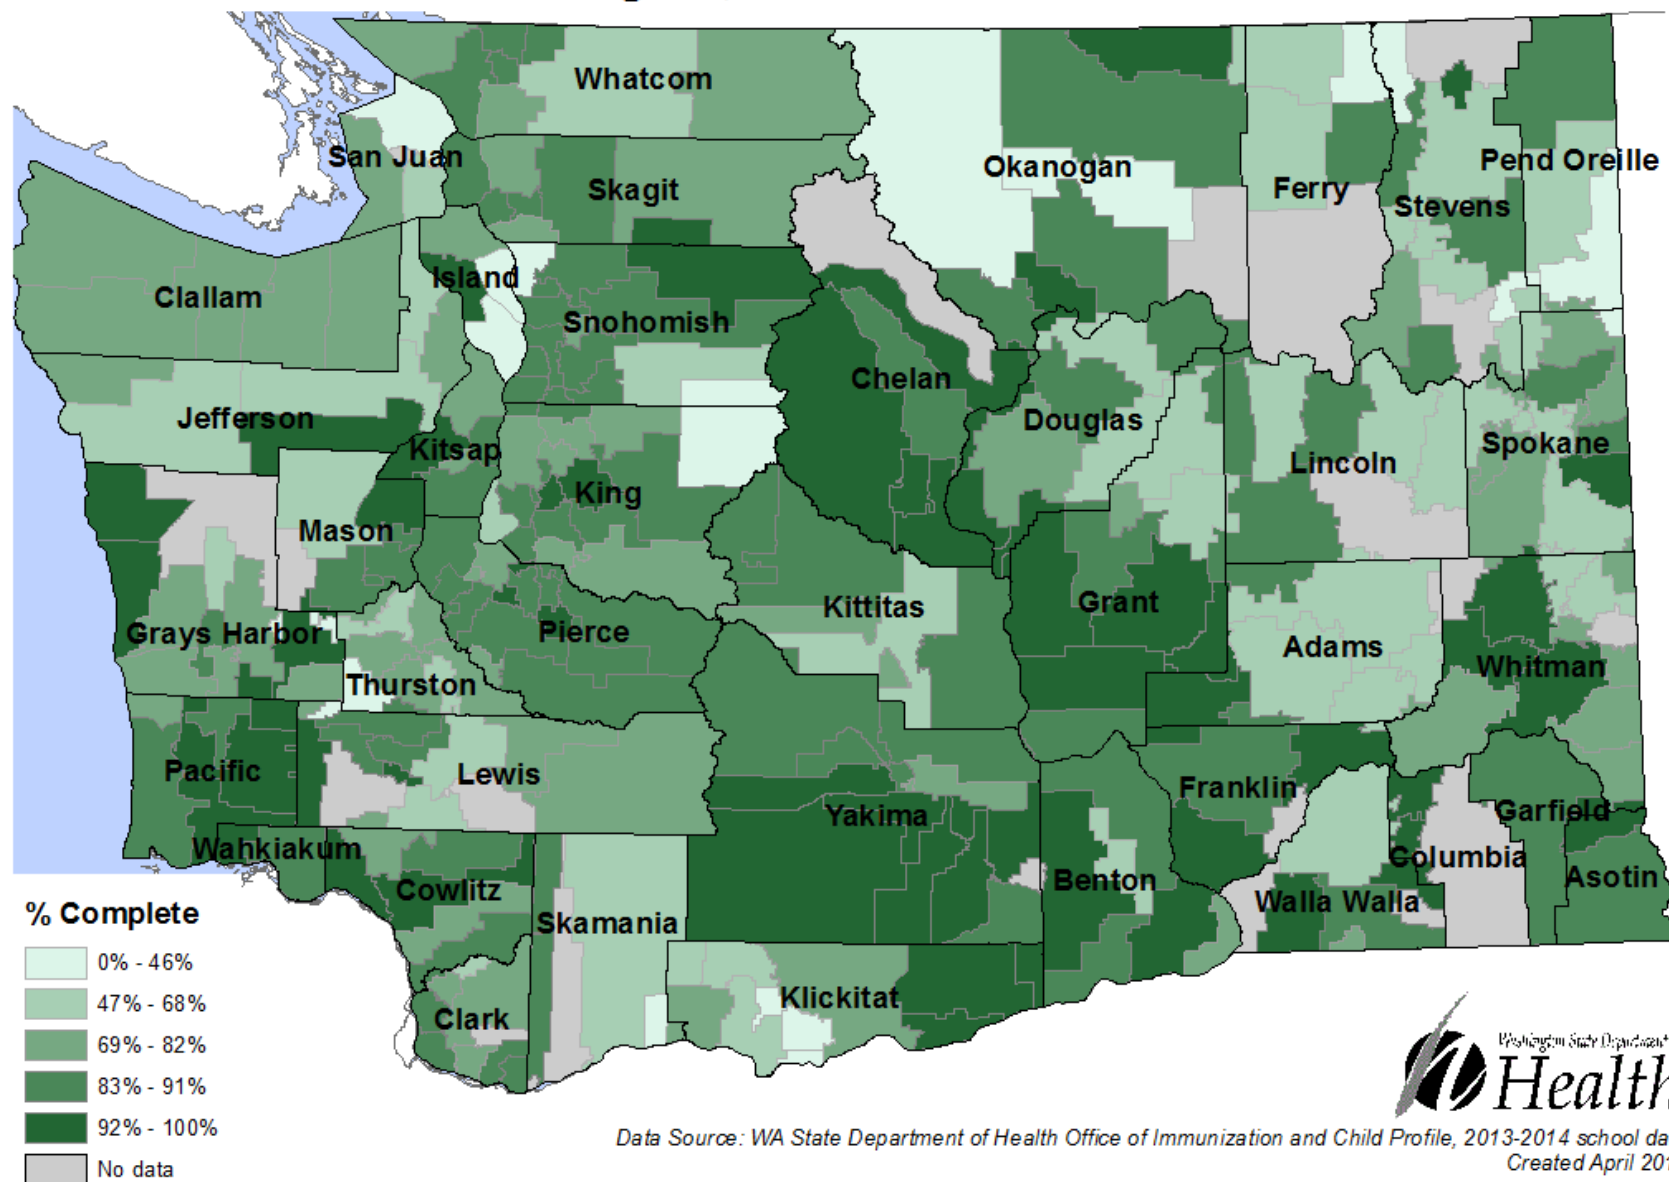 Whatcom
San Juan
Skagit
Okanogan
Ferry
Stevens
Pend Oreille
Clallam
Island
Snohomish
Chelan
Douglas
Jefferson
Kitsap
King
Lincoln
Spokane
Mason
Grays Harbor
Pierce
Kittitas
Grant
Adams
Whitman
Thurston
Pacific
Lewis
Yakima
Franklin
Garfield
Wahkiakum
Cowlitz
Skamania
Benton
Walla Walla
Columbia
Asotin
Klickitat
Clark
% Complete
0% - 46%
47% - 68%
69% - 82%
83% - 91%
92% - 100%
No data
Washington State Department
Health
Data Source: WA State Department of Health Office of Immunization and Child Profile, 2013-2014 school da
Created April 201